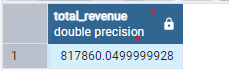 total_revenue
double precision
1 817860.0499999928